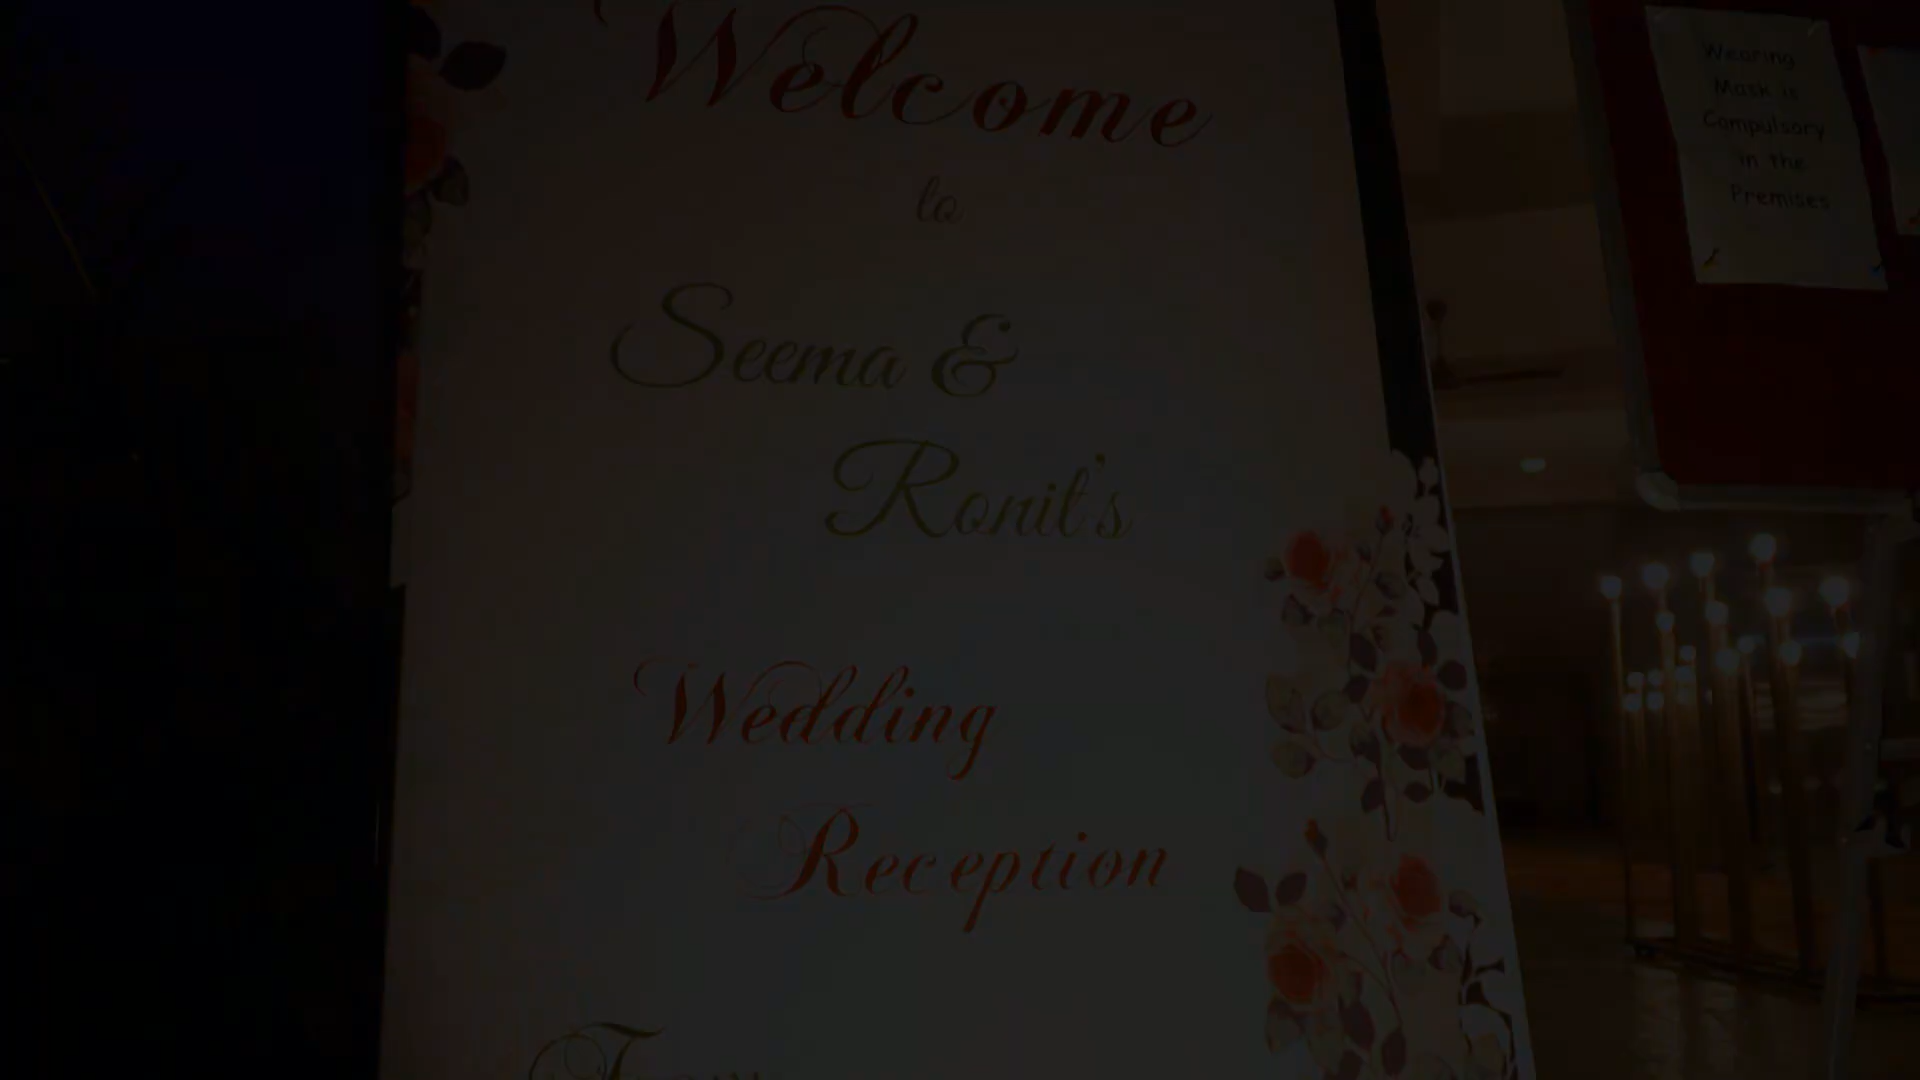 Welcome
to
Seema &
Ronit's
Wedding
Reception
Wearing
Mask is
Compulsory
in the
Premises